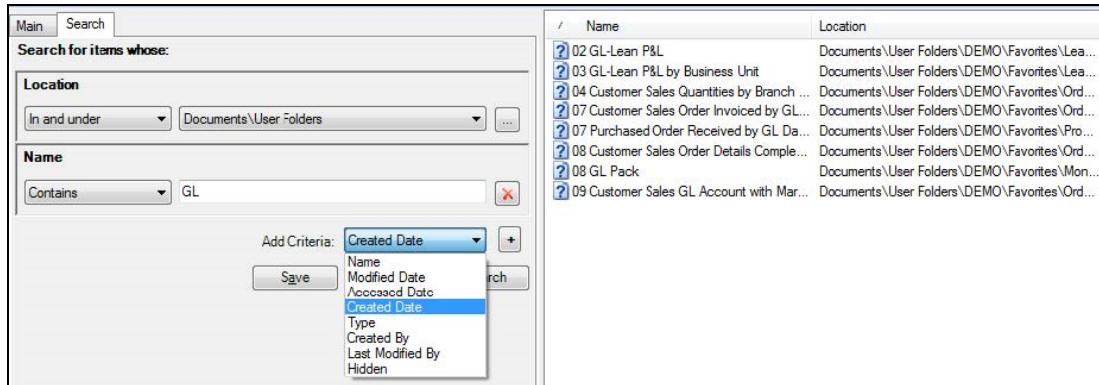 Main Search
Search for items whose:
Location
In and under Documents\User Folders ...
Name
Contains GL
Add Criteria: Created Date +
Name
Save Modified Date rch
Accessed Date
Created Date
Type
Created By
Last Modified By
Hidden
/ Name Location
02 GL-Lean P&L Documents\User Folders\DEMO\Favorites\Lea...
03 GL-Lean P&L by Business Unit Documents\User Folders\DEMO\Favorites\Lea...
04 Customer Sales Quantities by Branch ... Documents\User Folders\DEMO\Favorites\Ord...
07 Customer Sales Order Invoiced by GL... Documents\User Folders\DEMO\Favorites\Ord...
07 Purchased Order Received by GL Da... Documents\User Folders\DEMO\Favorites\Pro...
08 Customer Sales Order Details Comple... Documents\User Folders\DEMO\Favorites\Ord...
08 GL Pack Documents\User Folders\DEMO\Favorites\Mon...
09 Customer Sales GL Account with Mar... Documents\User Folders\DEMO\Favorites\Ord...